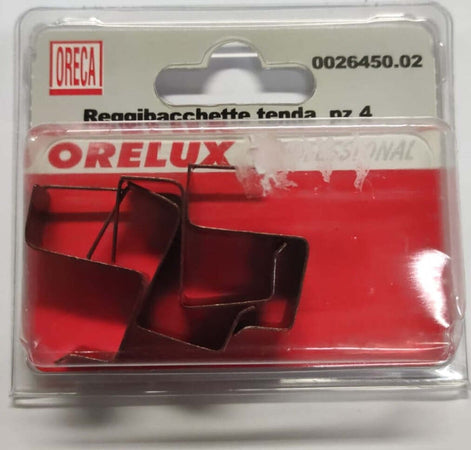 ORECA
0026450.02
Reggibacchette tenda pz 4
ORELUX